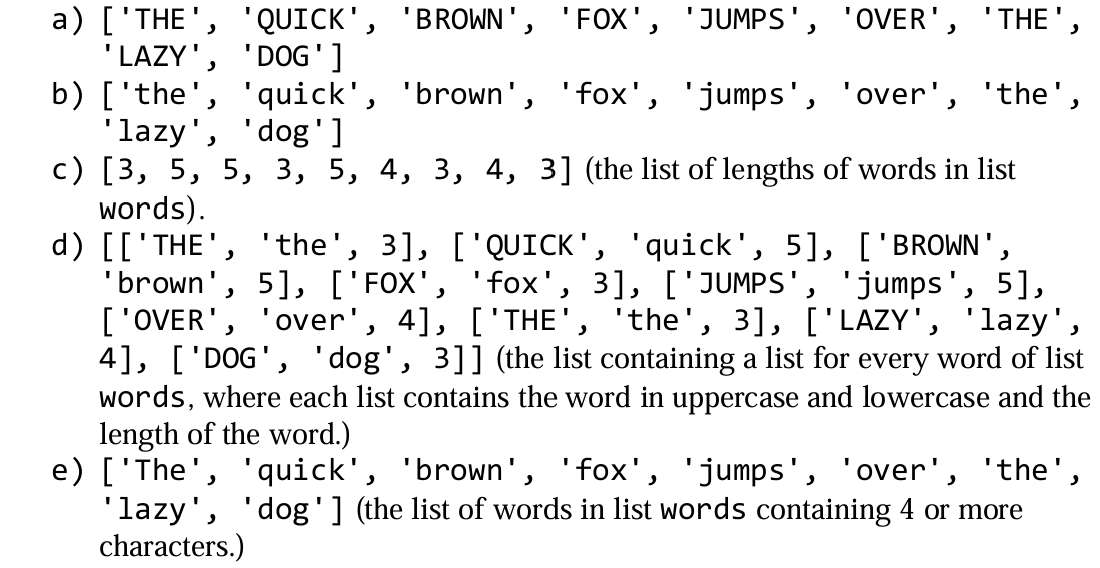 a) ['THE', 'QUICK', 'BROWN', 'FOX', 'JUMPS', 'OVER', 'THE',
'LAZY', 'DOG']
b) ['the', 'quick', 'brown', 'fox', 'jumps', 'over', 'the',
'lazy', 'dog']
c) [3, 5, 5, 3, 5, 4, 3, 4, 3] (the list of lengths of words in list
words).
d) [['THE', 'the', 3], ['QUICK', 'quick', 5], ['BROWN',
'brown', 5], ['FOX', 'fox', 3], ['JUMPS', 'jumps', 5],
['OVER', 'over', 4], ['THE', 'the', 3], ['LAZY', 'lazy',
4], ['DOG', 'dog', 3]] (the list containing a list for every word of list
words, where each list contains the word in uppercase and lowercase and the
length of the word.)
e) ['The', 'quick', 'brown', 'fox', 'jumps', 'over', 'the',
'lazy', 'dog'] (the list of words in list words containing 4 or more
characters.)